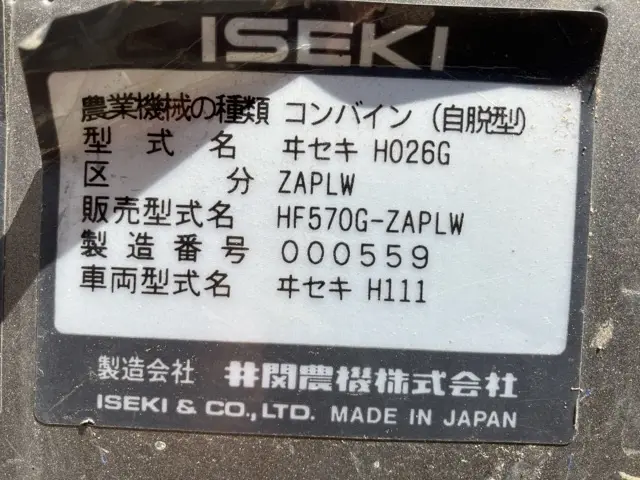 ISEKI
農業機械の種類 コンバイン(自脱型)
型式名 ヰセキ HO26G
区分 ZAPLW
販売型式名 HF570G-ZAPLW
製造番号 000559
車両型式名 ヰセキ H111
製造会社 井関農機株式会社
ISEKI & CO., LTD. MADE IN JAPAN